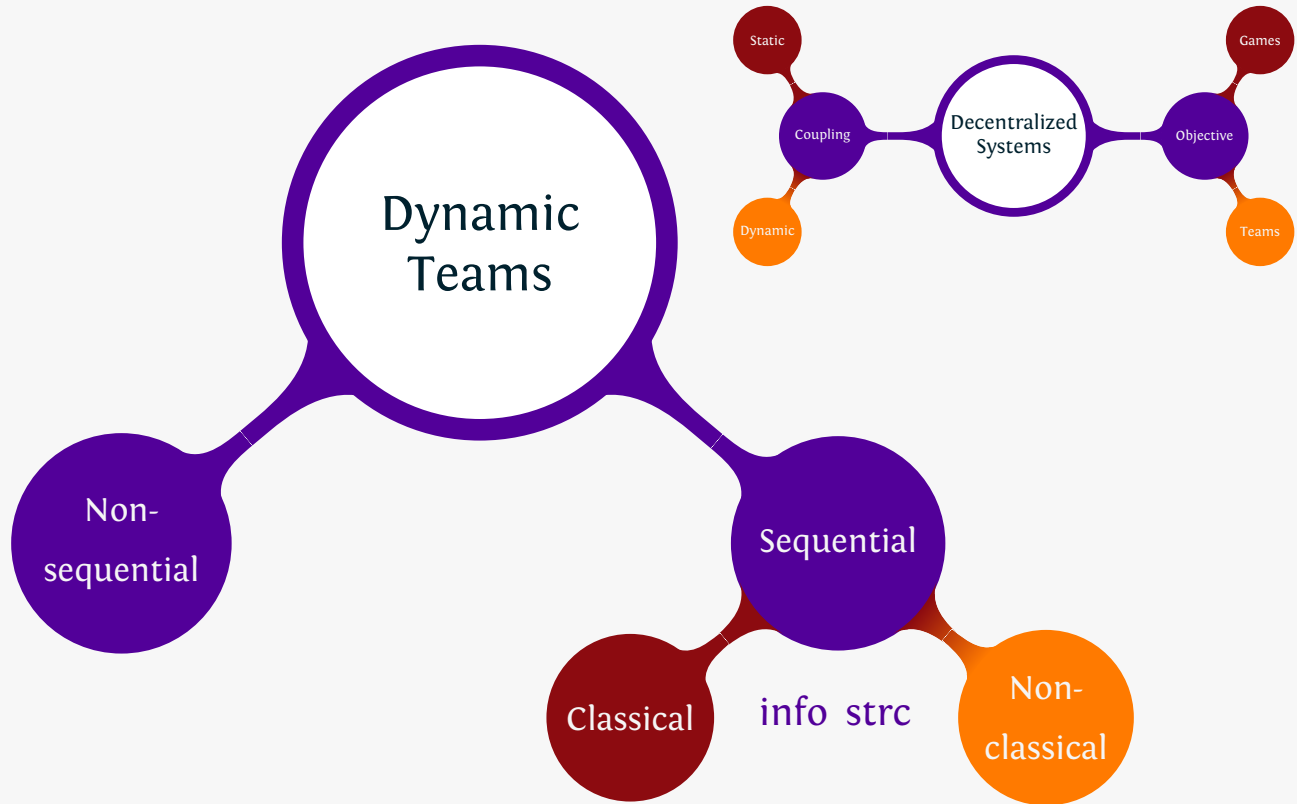 Static
Games
Coupling
Decentralized
Systems
Objective
Dynamic
Teams
Dynamic
Teams
Non-
sequential
Sequential
Classical
info strc
Non-
classical